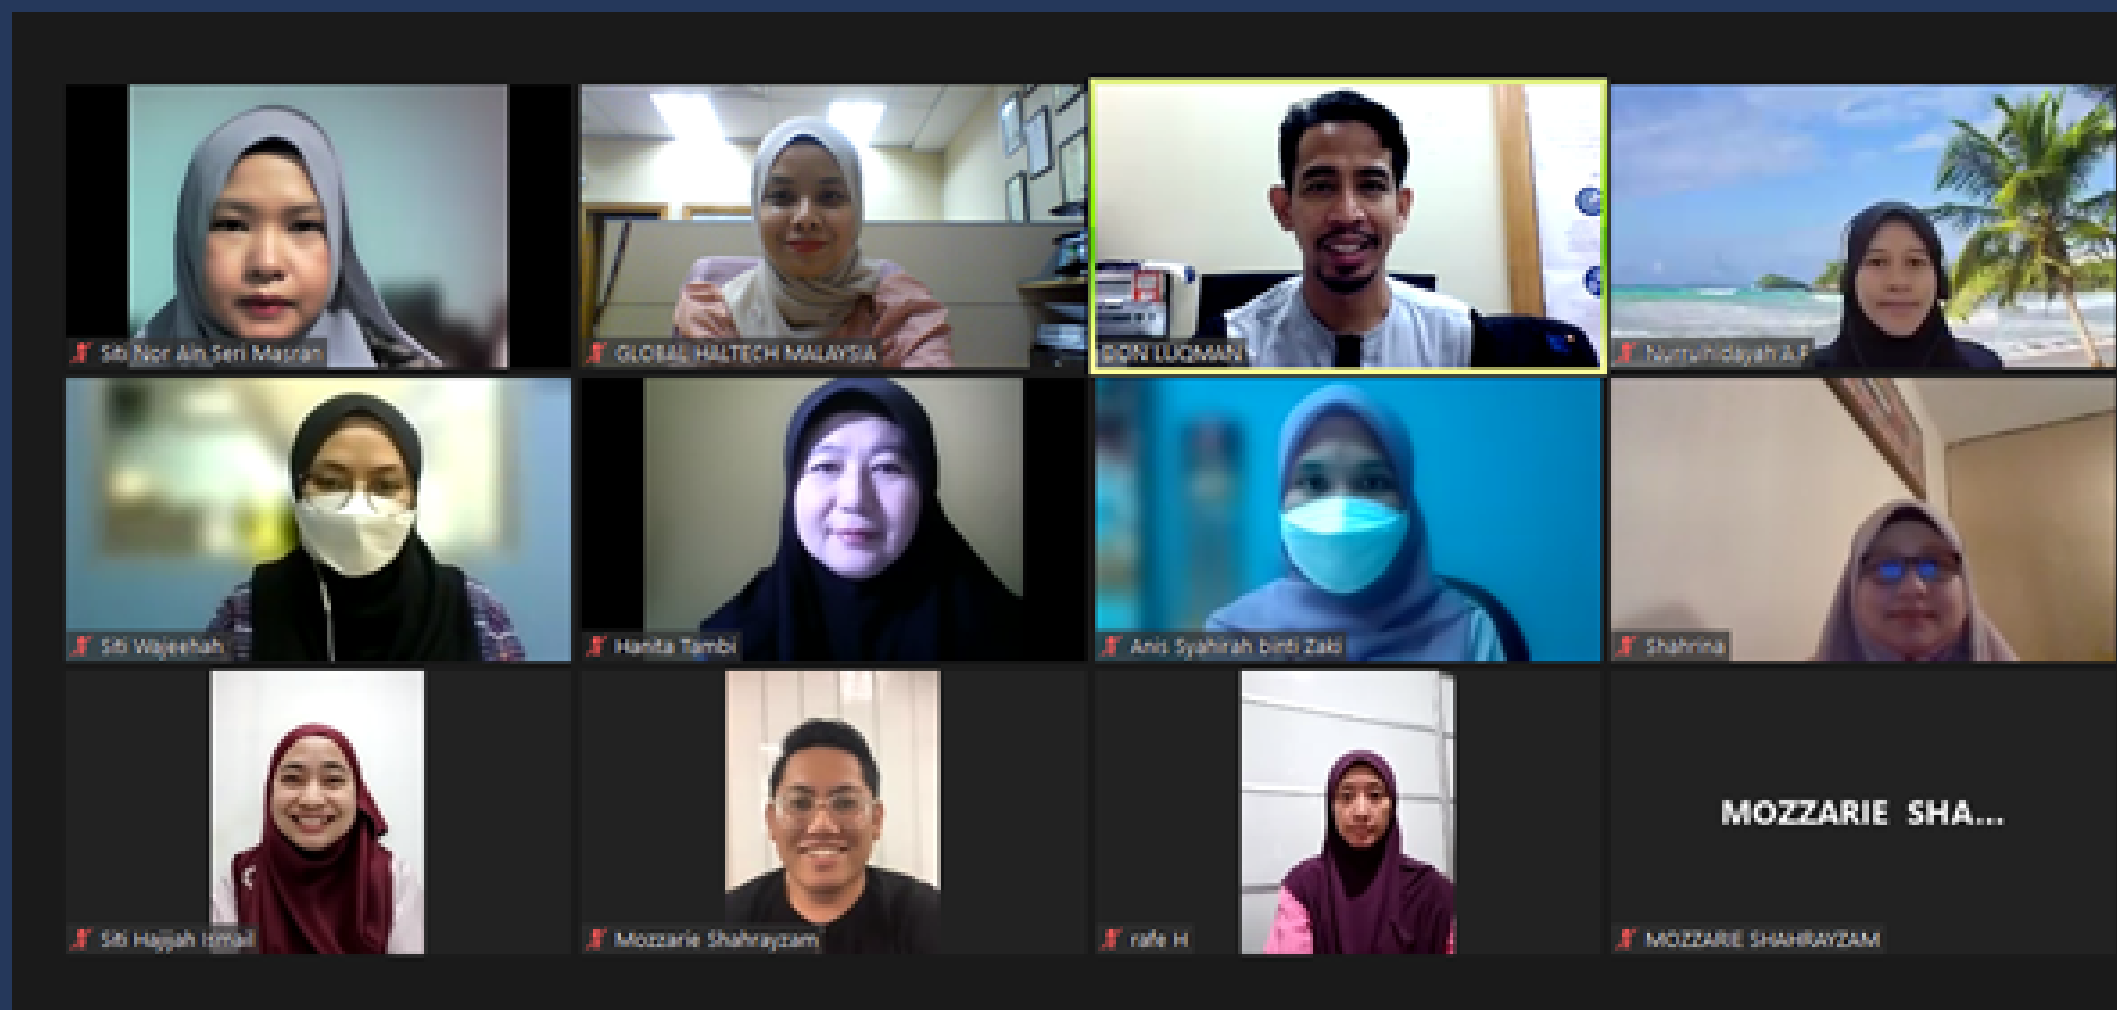 Siti Nor Ain Seri Masran
GLOBAL HALTECH MALAYSIA
DON LUQMAN
Nurrulhidayah A.F
Siti Wajeehah
Hanita Tambi
Anis Syahirah binti Zaki
Shahrina
MOZZARIE SHA...
Siti Hajjah Ismail
Mozzarie Shahrayzam
rafe H
MOZZARIE SHAHRAYZAM